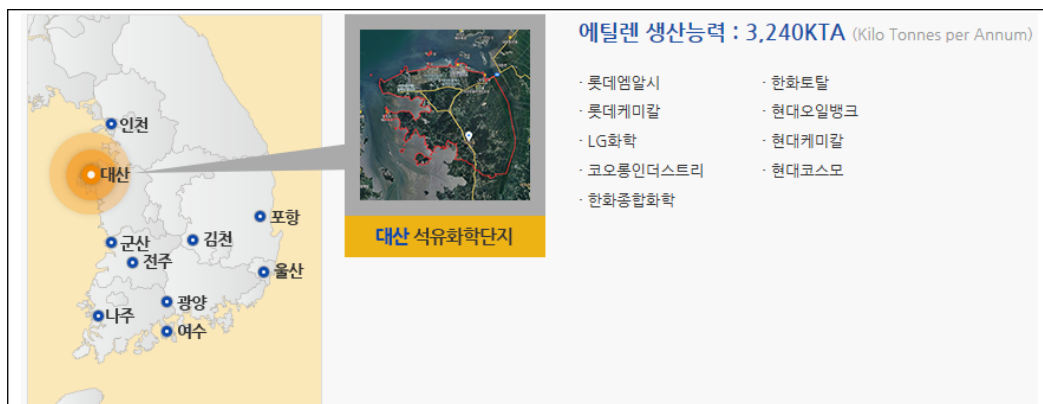 에틸렌 생산능력 : 3,240KTA (Kilo Tonnes per Annum)
· 롯데엠알시
· 롯데케미칼
· LG화학
· 코오롱인더스트리
· 한화종합화학
· 한화토탈
· 현대오일뱅크
· 현대케미칼
· 현대코스모
인천
대산
포항
군산
김천
전주
울산
광양
나주
여수
대산 석유화학단지